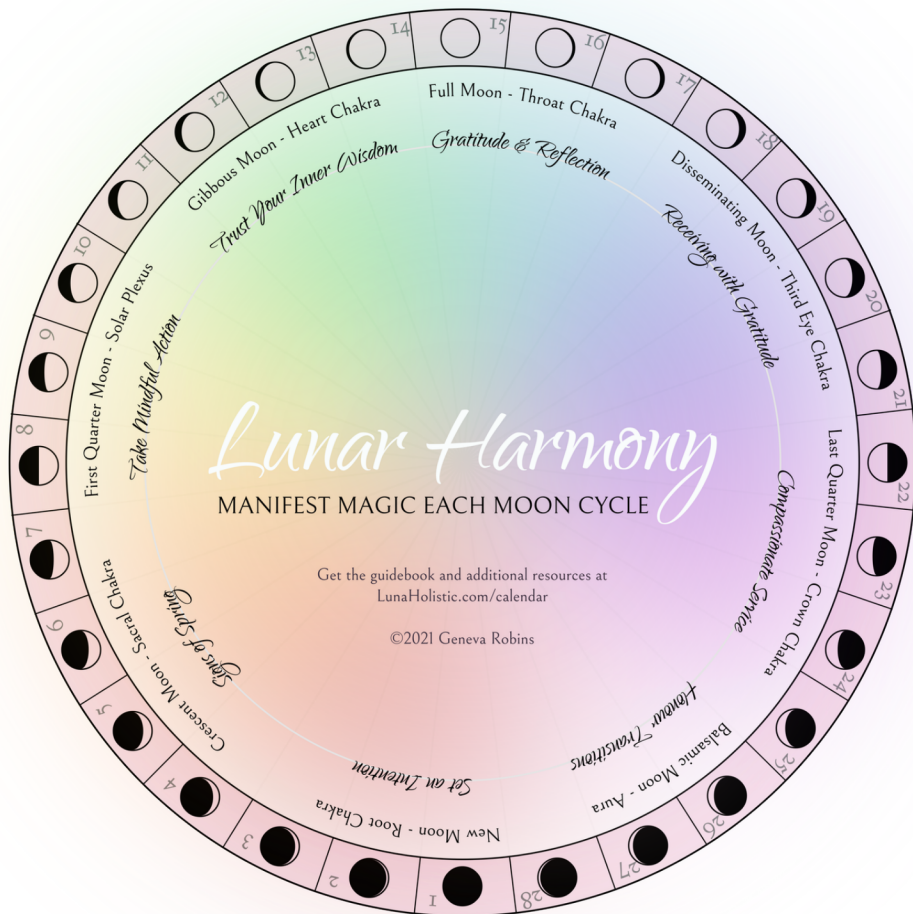 1
2
3
4
5
6
7
8
9
10
11
12
13
14
15
16
17
18
19
20
21
22
23
24
25
26
27
28
New Moon - Root Chakra
Set an Intention
Crescent Moon - Sacral Chakra
Signs of Spring
First Quarter Moon - Solar Plexus
Take Mindful Action
Gibbous Moon - Heart Chakra
Trust Your Inner Wisdom
Full Moon - Throat Chakra
Gratitude & Reflection
Disseminating Moon - Third Eye Chakra
Receiving with Gratitude
Last Quarter Moon - Crown Chakra
Compassionate Service
Balsamic Moon - Aura
Honour Transitions
Lunar Harmony
MANIFEST MAGIC EACH MOON CYCLE
Get the guidebook and additional resources at
LunaHolistic.com/calendar
©2021 Geneva Robins